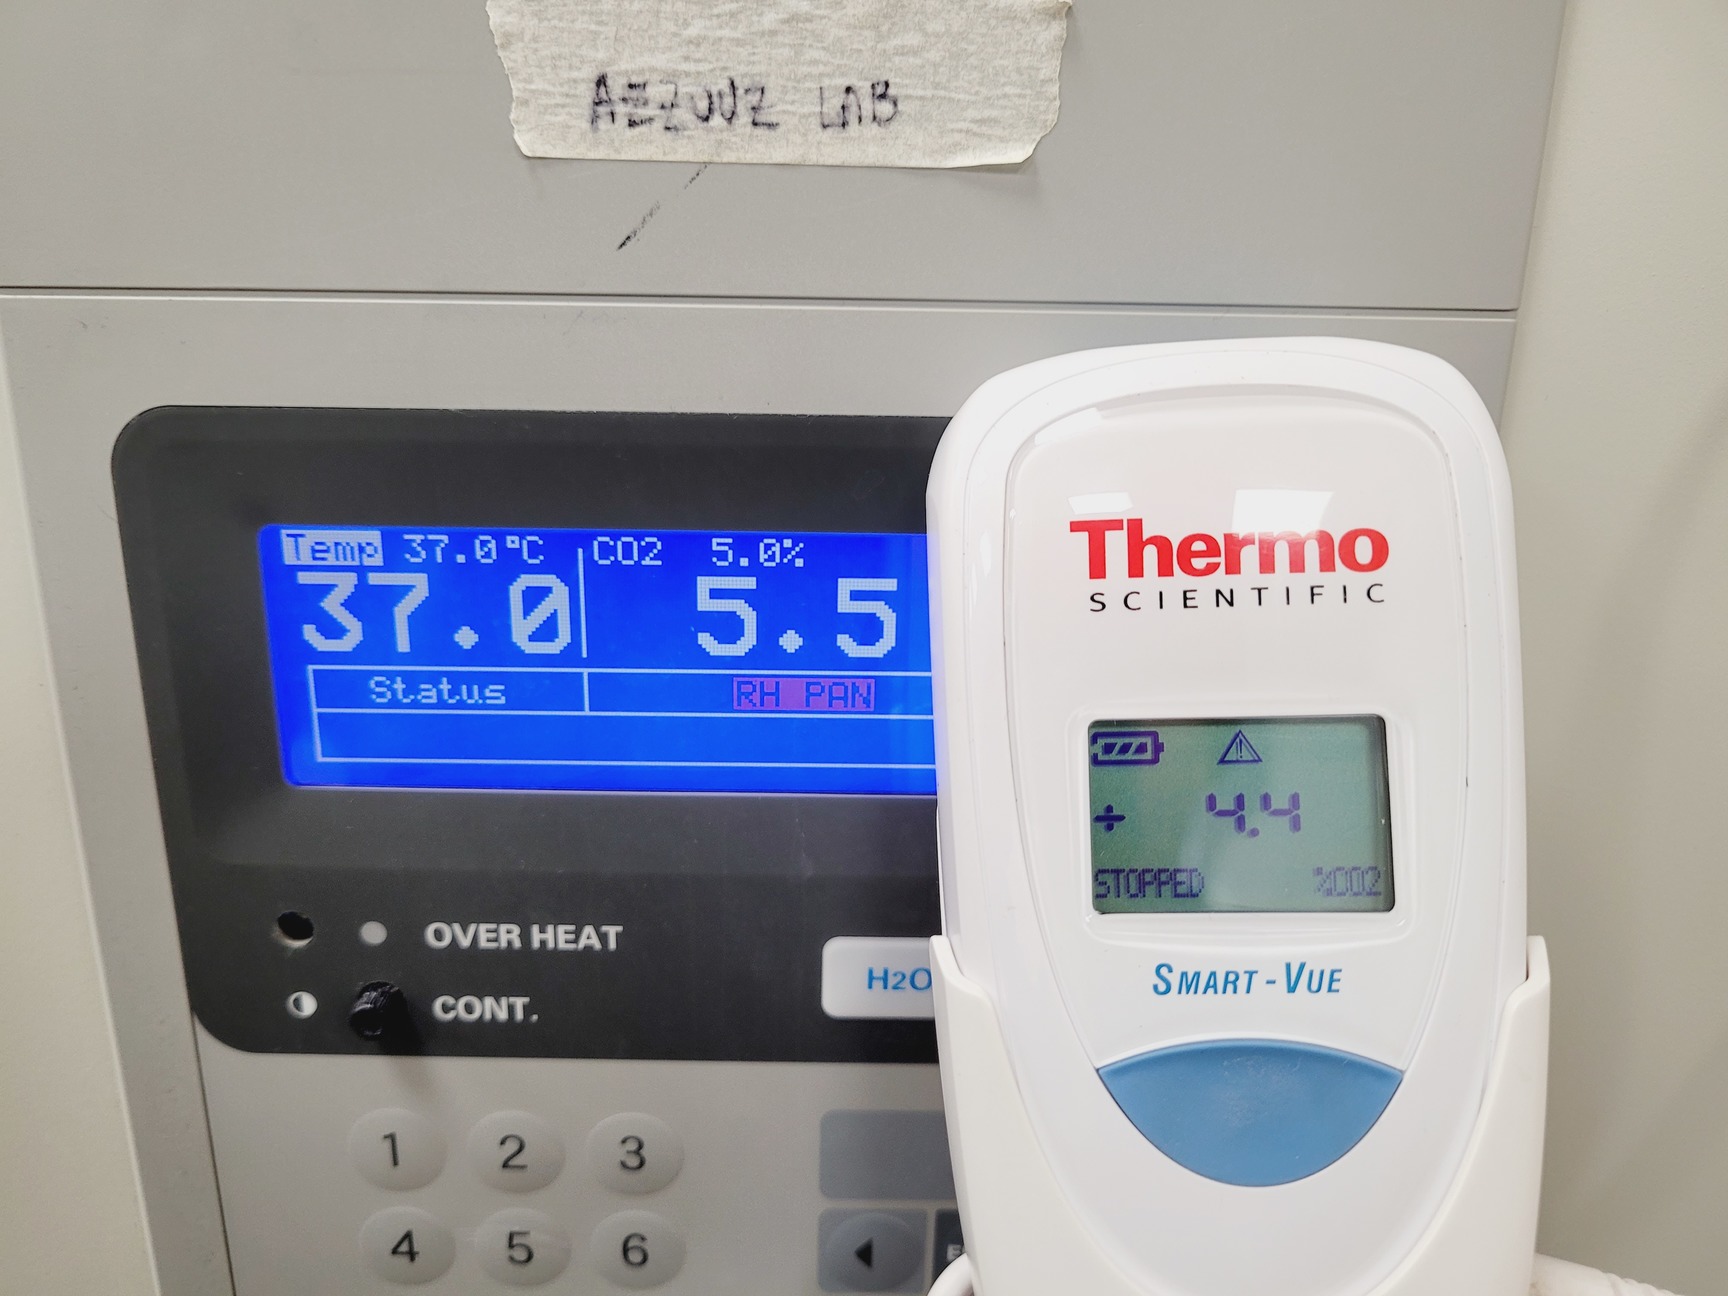 AZZOUZ LAB
Temp 37.0°C CO2 5.0%
37.0 5.5
Status RH PAN
OVER HEAT
CONT.
H2O
1 2 3
4 5 6
Thermo
SCIENTIFIC
+ 4.4
STOPPED %CO2
SMART-VUE